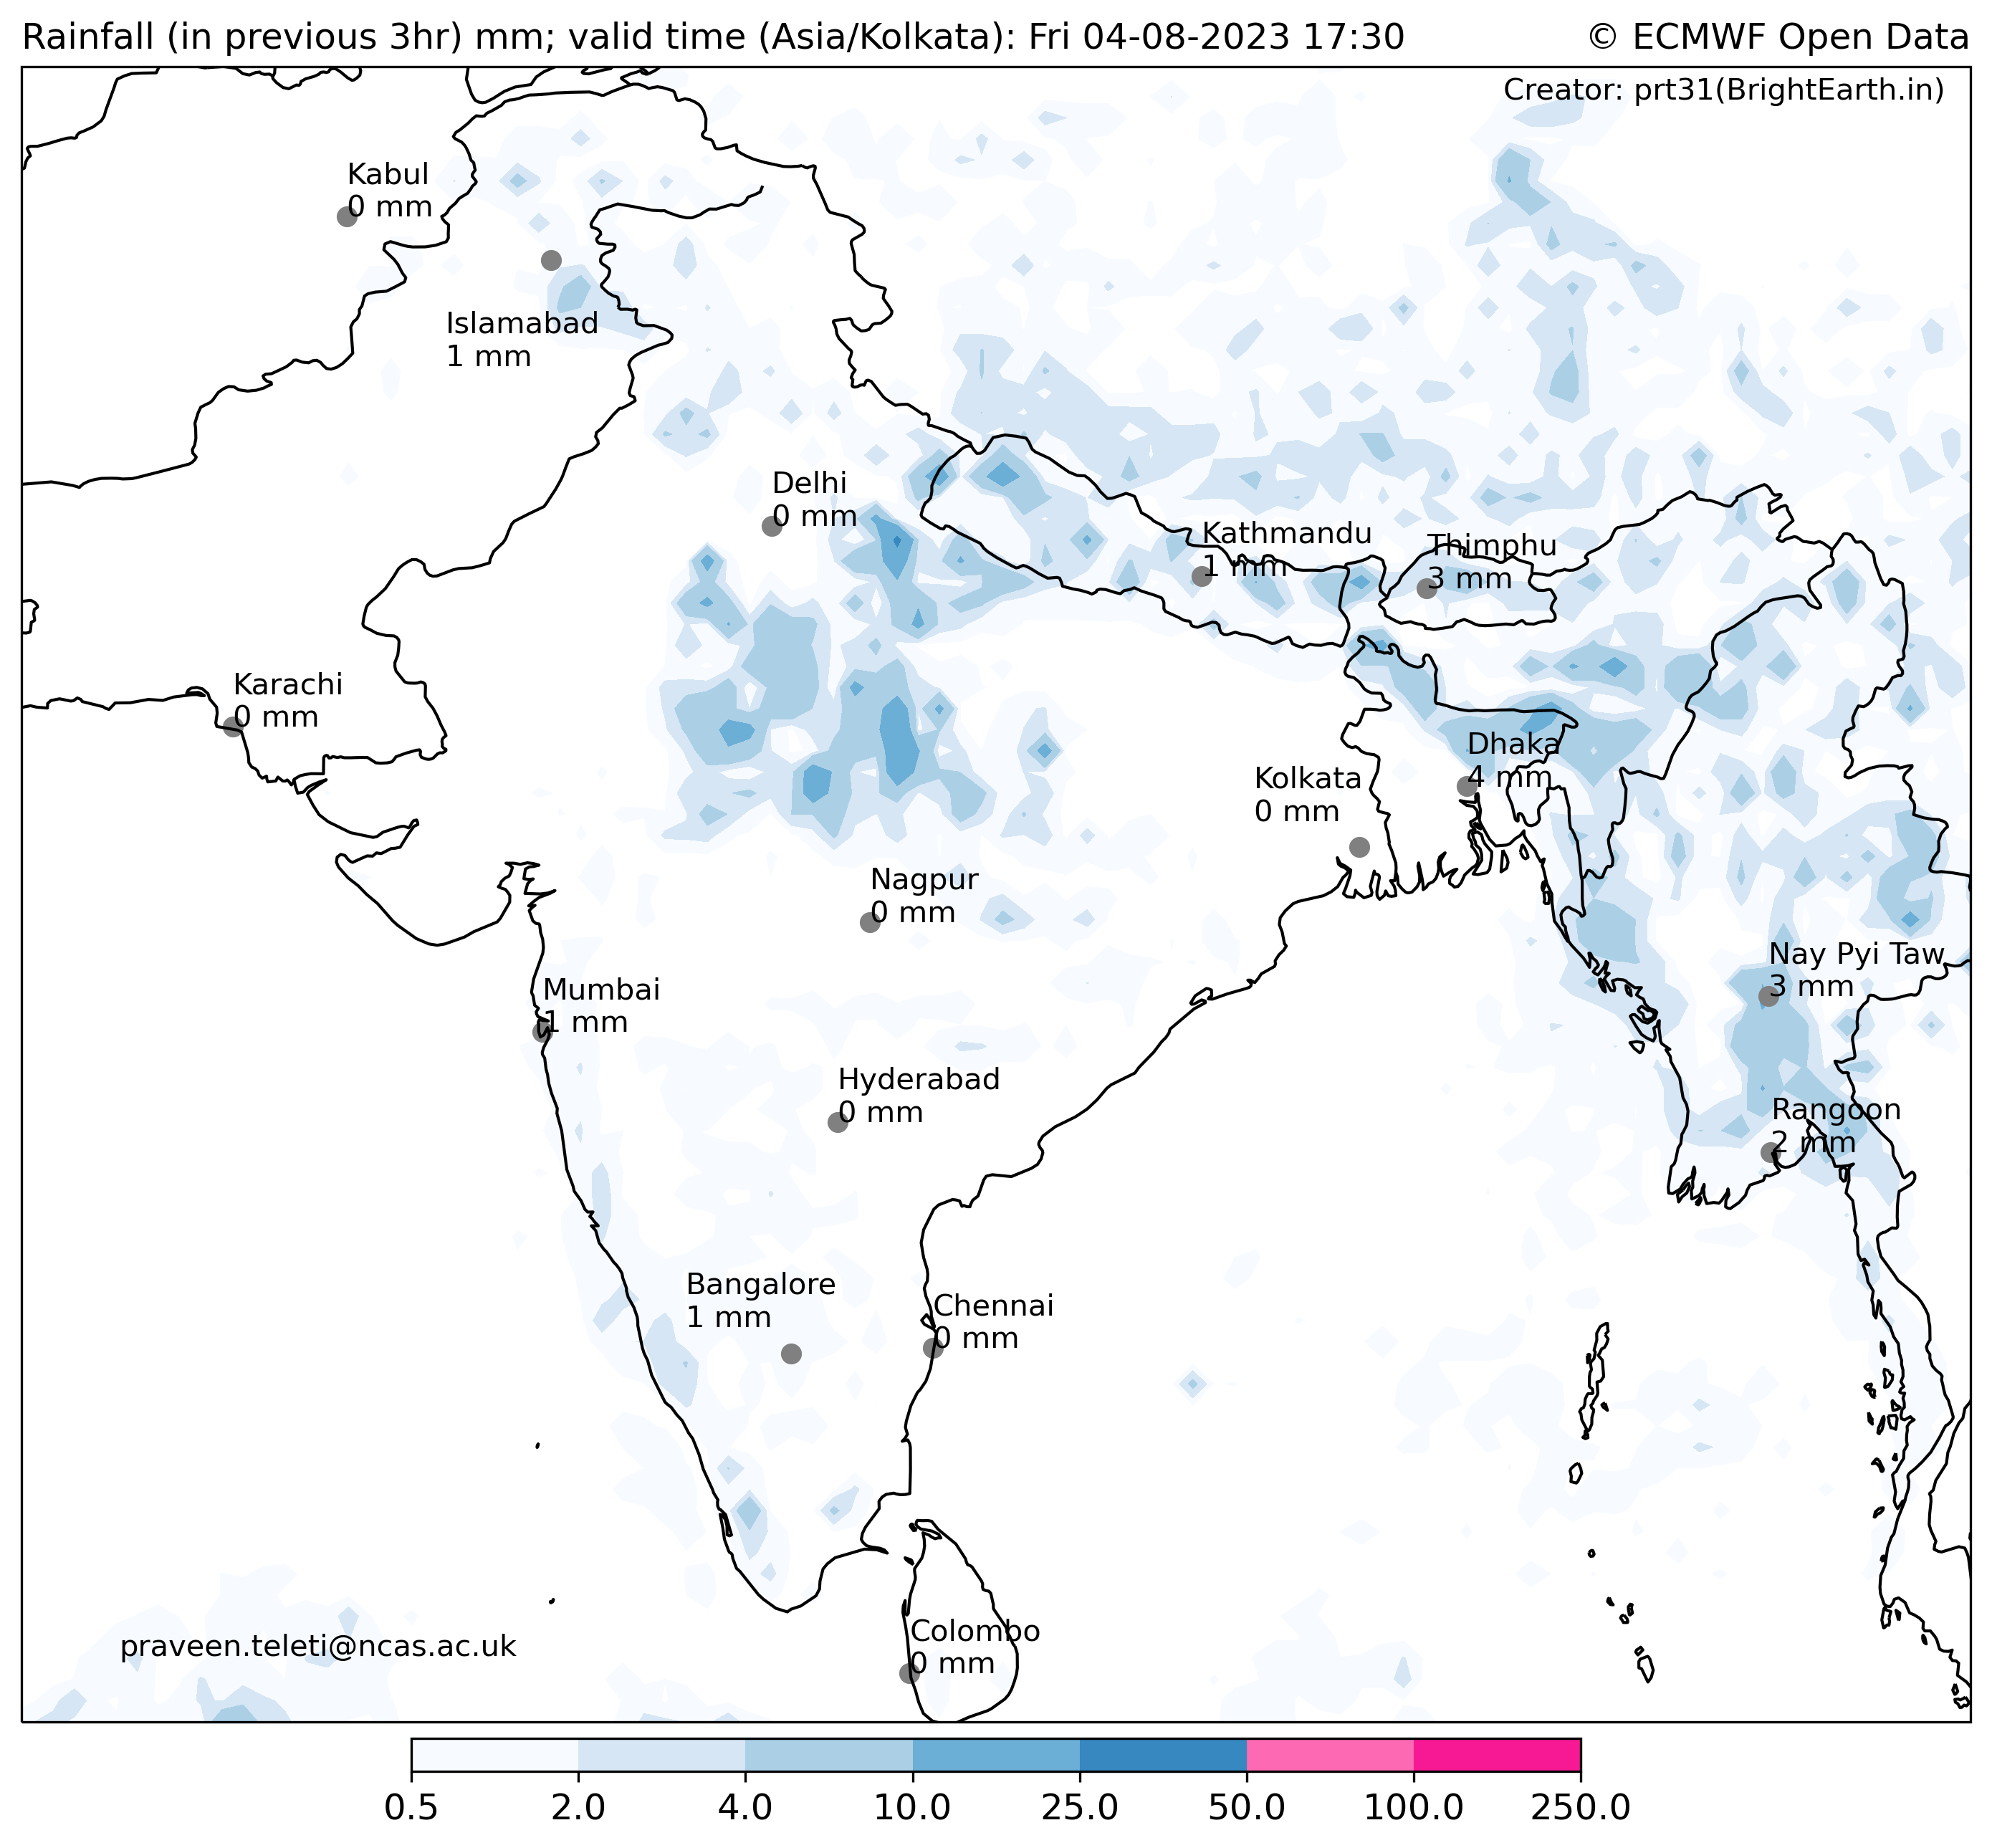 Rainfall (in previous 3hr) mm; valid time (Asia/Kolkata): Fri 04-08-2023 17:30
© ECMWF Open Data
Creator: prt31(BrightEarth.in)
Kabul
0 mm
Islamabad
1 mm
Delhi
0 mm
Kathmandu
1 mm
Thimphu
3 mm
Karachi
0 mm
Dhaka
4 mm
Kolkata
0 mm
Nagpur
0 mm
Nay Pyi Taw
3 mm
Mumbai
1 mm
Hyderabad
0 mm
Rangoon
2 mm
Bangalore
1 mm
Chennai
0 mm
Colombo
0 mm
praveen.teleti@ncas.ac.uk
0.5 2.0 4.0 10.0 25.0 50.0 100.0 250.0